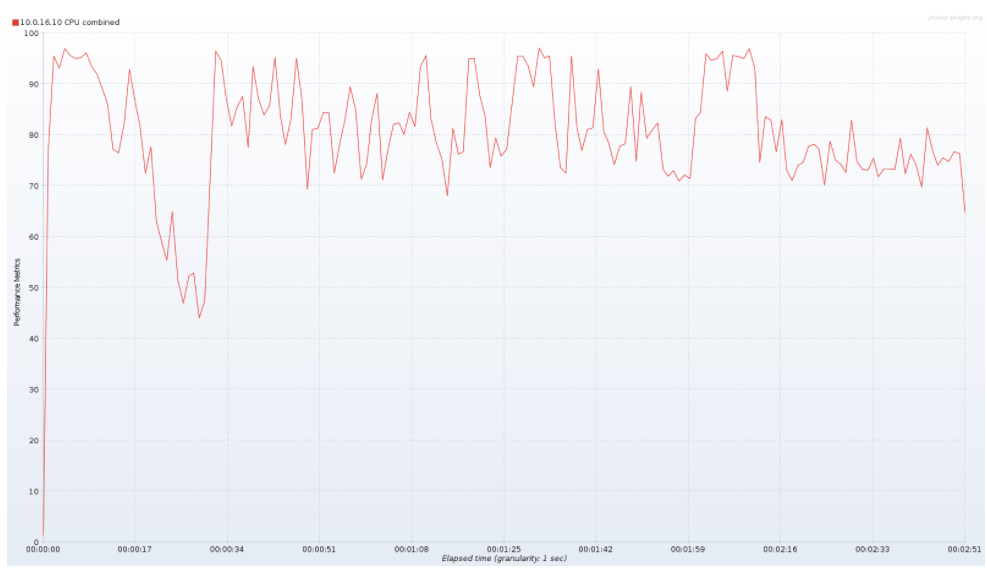 10.0.16.10 CPU combined
jmeter-plugins.org
100
90
80
70
60
50
40
30
20
10
0
Performance Metrics
00:00:00 00:00:17 00:00:34 00:00:51 00:01:08 00:01:25 00:01:42 00:01:59 00:02:16 00:02:33 00:02:51
Elapsed time (granularity: 1 sec)